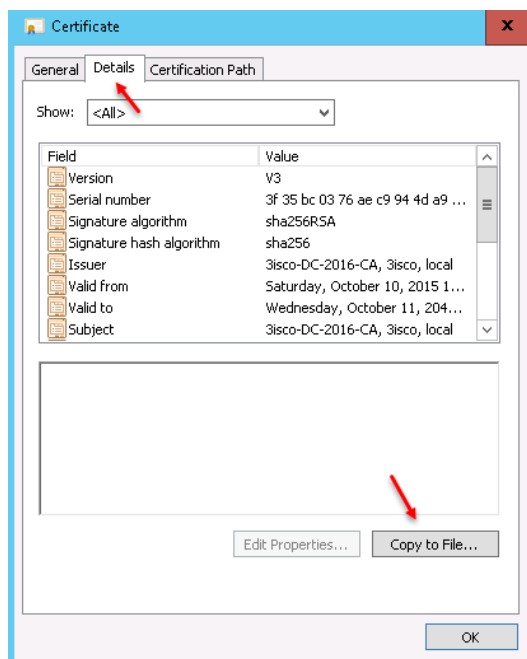 Certificate x
General Details Certification Path
Show: <All>
Field Value
Version V3
Serial number 3f 35 bc 03 76 ae c9 94 4d a9 ...
Signature algorithm sha256RSA
Signature hash algorithm sha256
Issuer 3isco-DC-2016-CA, 3isco, local
Valid from Saturday, October 10, 2015 1...
Valid to Wednesday, October 11, 204...
Subject 3isco-DC-2016-CA, 3isco, local
Edit Properties... Copy to File...
OK